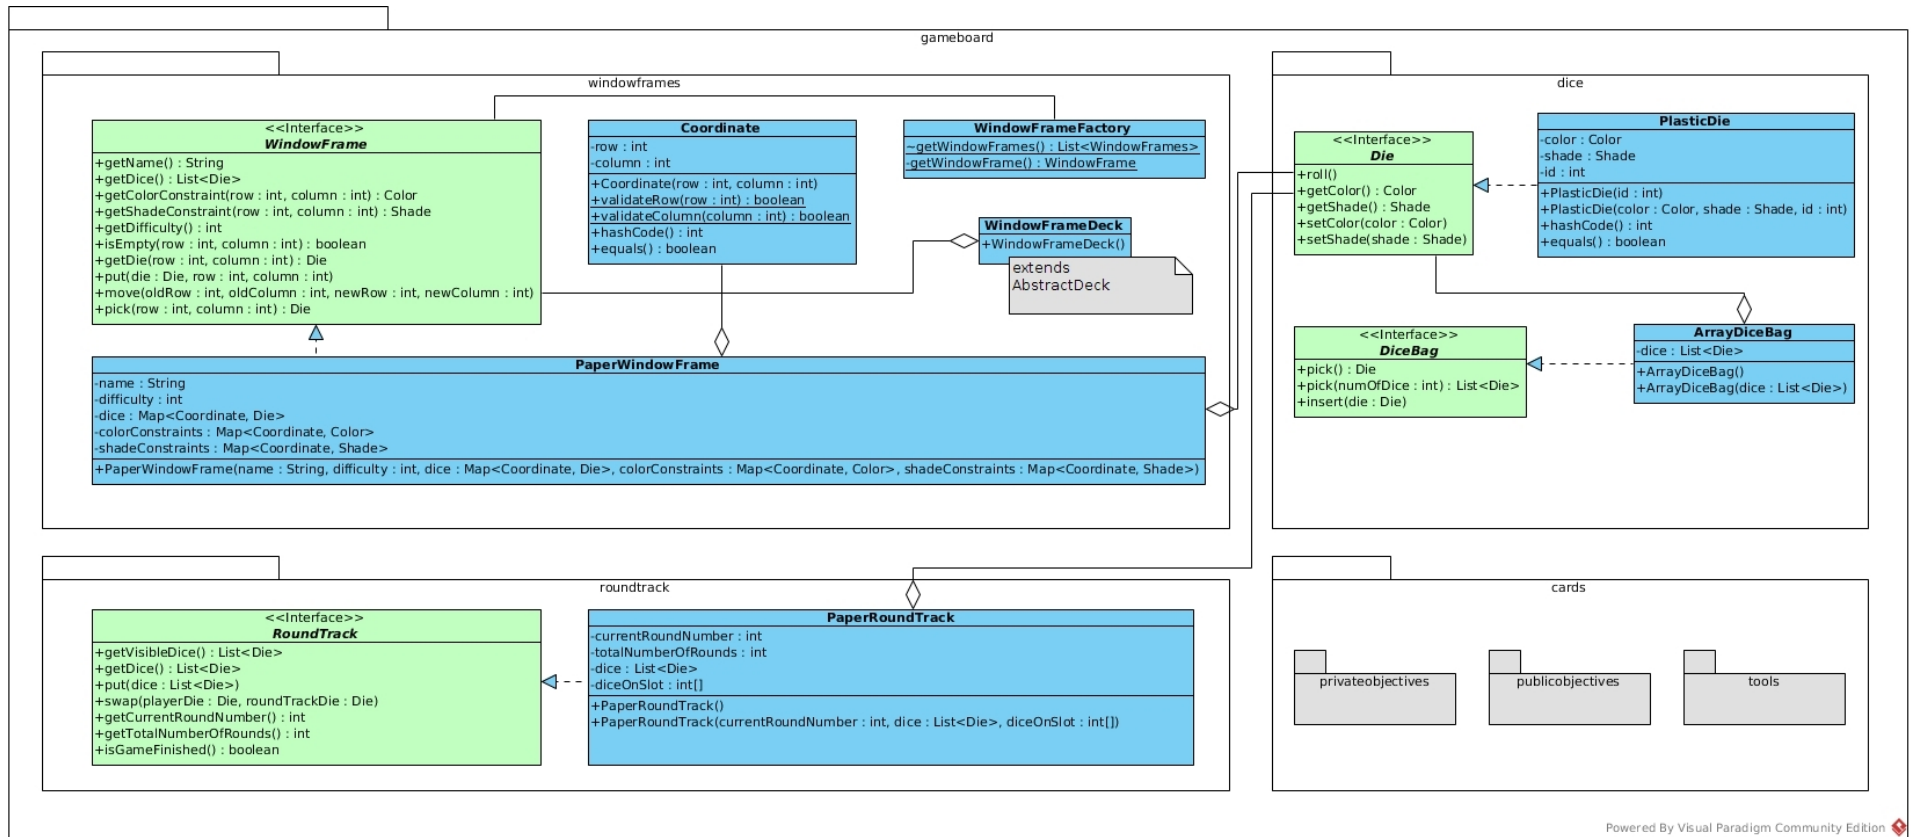 gameboard
windowframes
<<Interface>>
WindowFrame
+getName() : String
+getDice() : List<Die>
+getColorConstraint(row : int, column : int) : Color
+getShadeConstraint(row : int, column : int) : Shade
+getDifficulty() : int
+isEmpty(row : int, column : int) : boolean
+getDie(row : int, column : int) : Die
+put(die : Die, row : int, column : int)
+move(oldRow : int, oldColumn : int, newRow : int, newColumn : int)
+pick(row : int, column : int) : Die
Coordinate
-row : int
-column : int
+Coordinate(row : int, column : int)
+validateRow(row : int) : boolean
+validateColumn(column : int) : boolean
+hashCode() : int
+equals() : boolean
WindowFrameFactory
~getWindowFrames() : List<WindowFrames>
-getWindowFrame() : WindowFrame
WindowFrameDeck
+WindowFrameDeck()
extends
AbstractDeck
PaperWindowFrame
-name : String
-difficulty : int
-dice : Map<Coordinate, Die>
-colorConstraints : Map<Coordinate, Color>
-shadeConstraints : Map<Coordinate, Shade>
+PaperWindowFrame(name : String, difficulty : int, dice : Map<Coordinate, Die>, colorConstraints : Map<Coordinate, Color>, shadeConstraints : Map<Coordinate, Shade>)
dice
<<Interface>>
Die
+roll()
+getColor() : Color
+getShade() : Shade
+setColor(color : Color)
+setShade(shade : Shade)
PlasticDie
-color : Color
-shade : Shade
-id : int
+PlasticDie(id : int)
+PlasticDie(color : Color, shade : Shade, id : int)
+hashCode() : int
+equals() : boolean
<<Interface>>
DiceBag
+pick() : Die
+pick(numOfDice : int) : List<Die>
+insert(die : Die)
ArrayDiceBag
-dice : List<Die>
+ArrayDiceBag()
+ArrayDiceBag(dice : List<Die>)
roundtrack
<<Interface>>
RoundTrack
+getVisibleDice() : List<Die>
+getDice() : List<Die>
+put(dice : List<Die>)
+swap(playerDie : Die, roundTrackDie : Die)
+getCurrentRoundNumber() : int
+getTotalNumberOfRounds() : int
+isGameFinished() : boolean
PaperRoundTrack
-currentRoundNumber : int
-totalNumberOfRounds : int
-dice : List<Die>
-diceOnSlot : int[]
+PaperRoundTrack()
+PaperRoundTrack(currentRoundNumber : int, dice : List<Die>, diceOnSlot : int[])
cards
privateobjectives
publicobjectives
tools
Powered By Visual Paradigm Community Edition